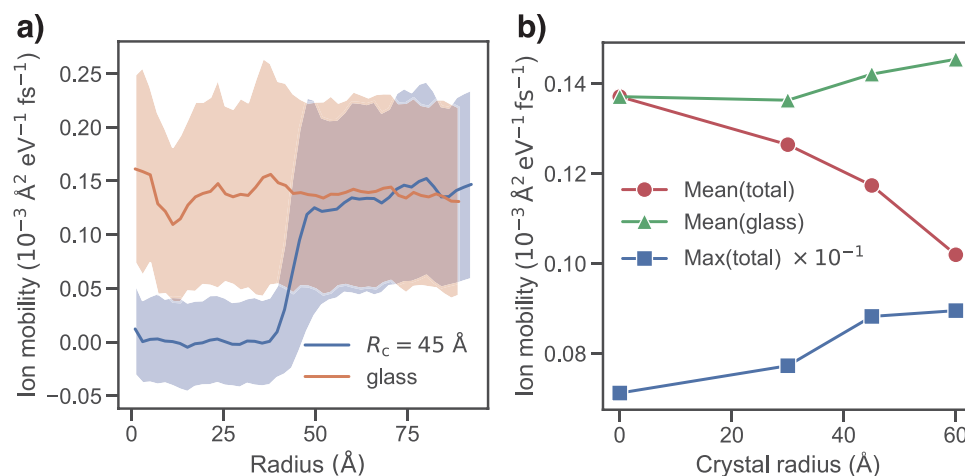 a)
Ion mobility (10⁻³ Å² eV⁻¹ fs⁻¹)
0.25
0.20
0.15
0.10
0.05
0.00
−0.05
R_c = 45 Å
glass
0
25
50
75
Radius (Å)
b)
Ion mobility (10⁻³ Å² eV⁻¹ fs⁻¹)
0.14
0.12
0.10
0.08
Mean(total)
Mean(glass)
Max(total) × 10⁻¹
0
20
40
60
Crystal radius (Å)